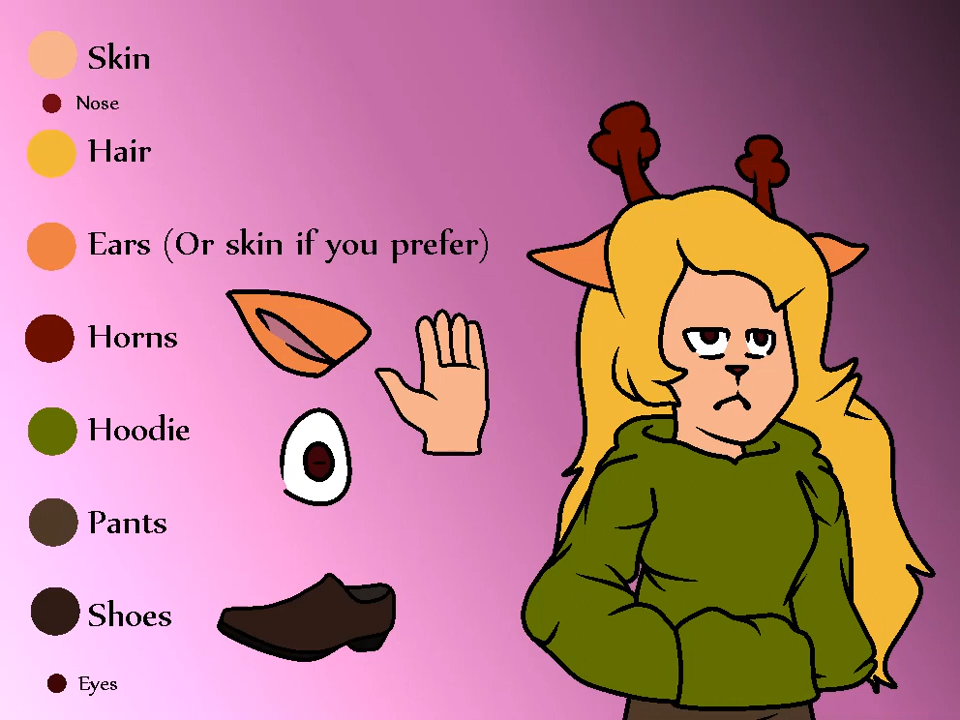 Skin
Nose
Hair
Ears (Or skin if you prefer)
Horns
Hoodie
Pants
Shoes
Eyes